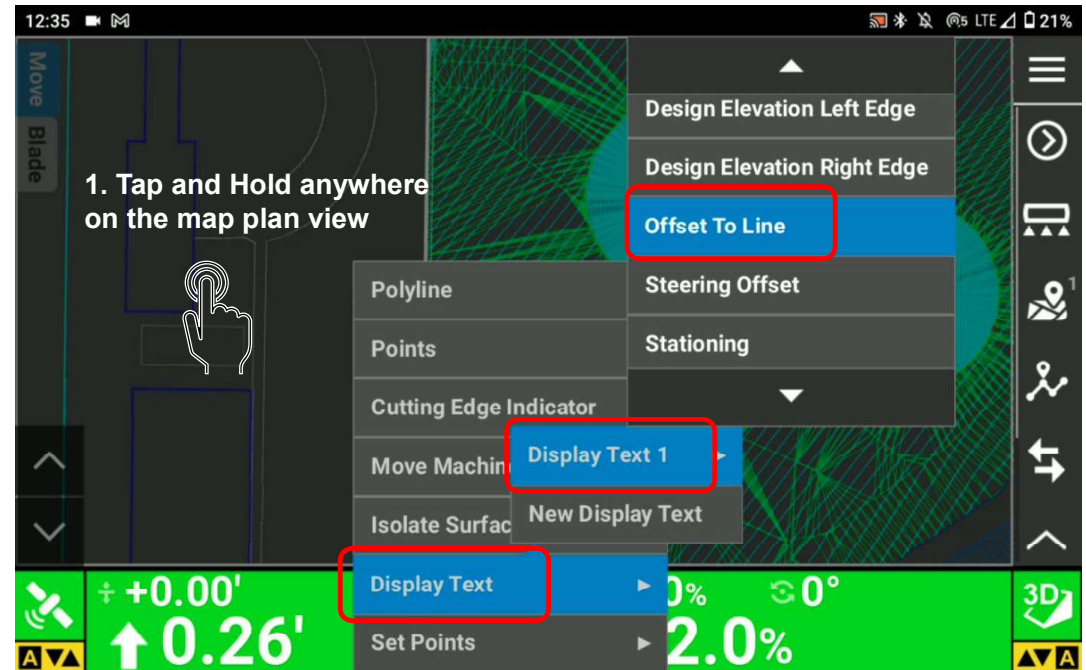 12:35
5 LTE 21%
Move
Blade
1. Tap and Hold anywhere
on the map plan view
Design Elevation Left Edge
Design Elevation Right Edge
Offset To Line
Steering Offset
Stationing
Polyline
Points
Cutting Edge Indicator
Move Machin
Isolate Surfac
Display Text
Set Points
Display Text 1
New Display Text
1
+0.00'
0.26'
0%
0°
2.0%
3D
A
A